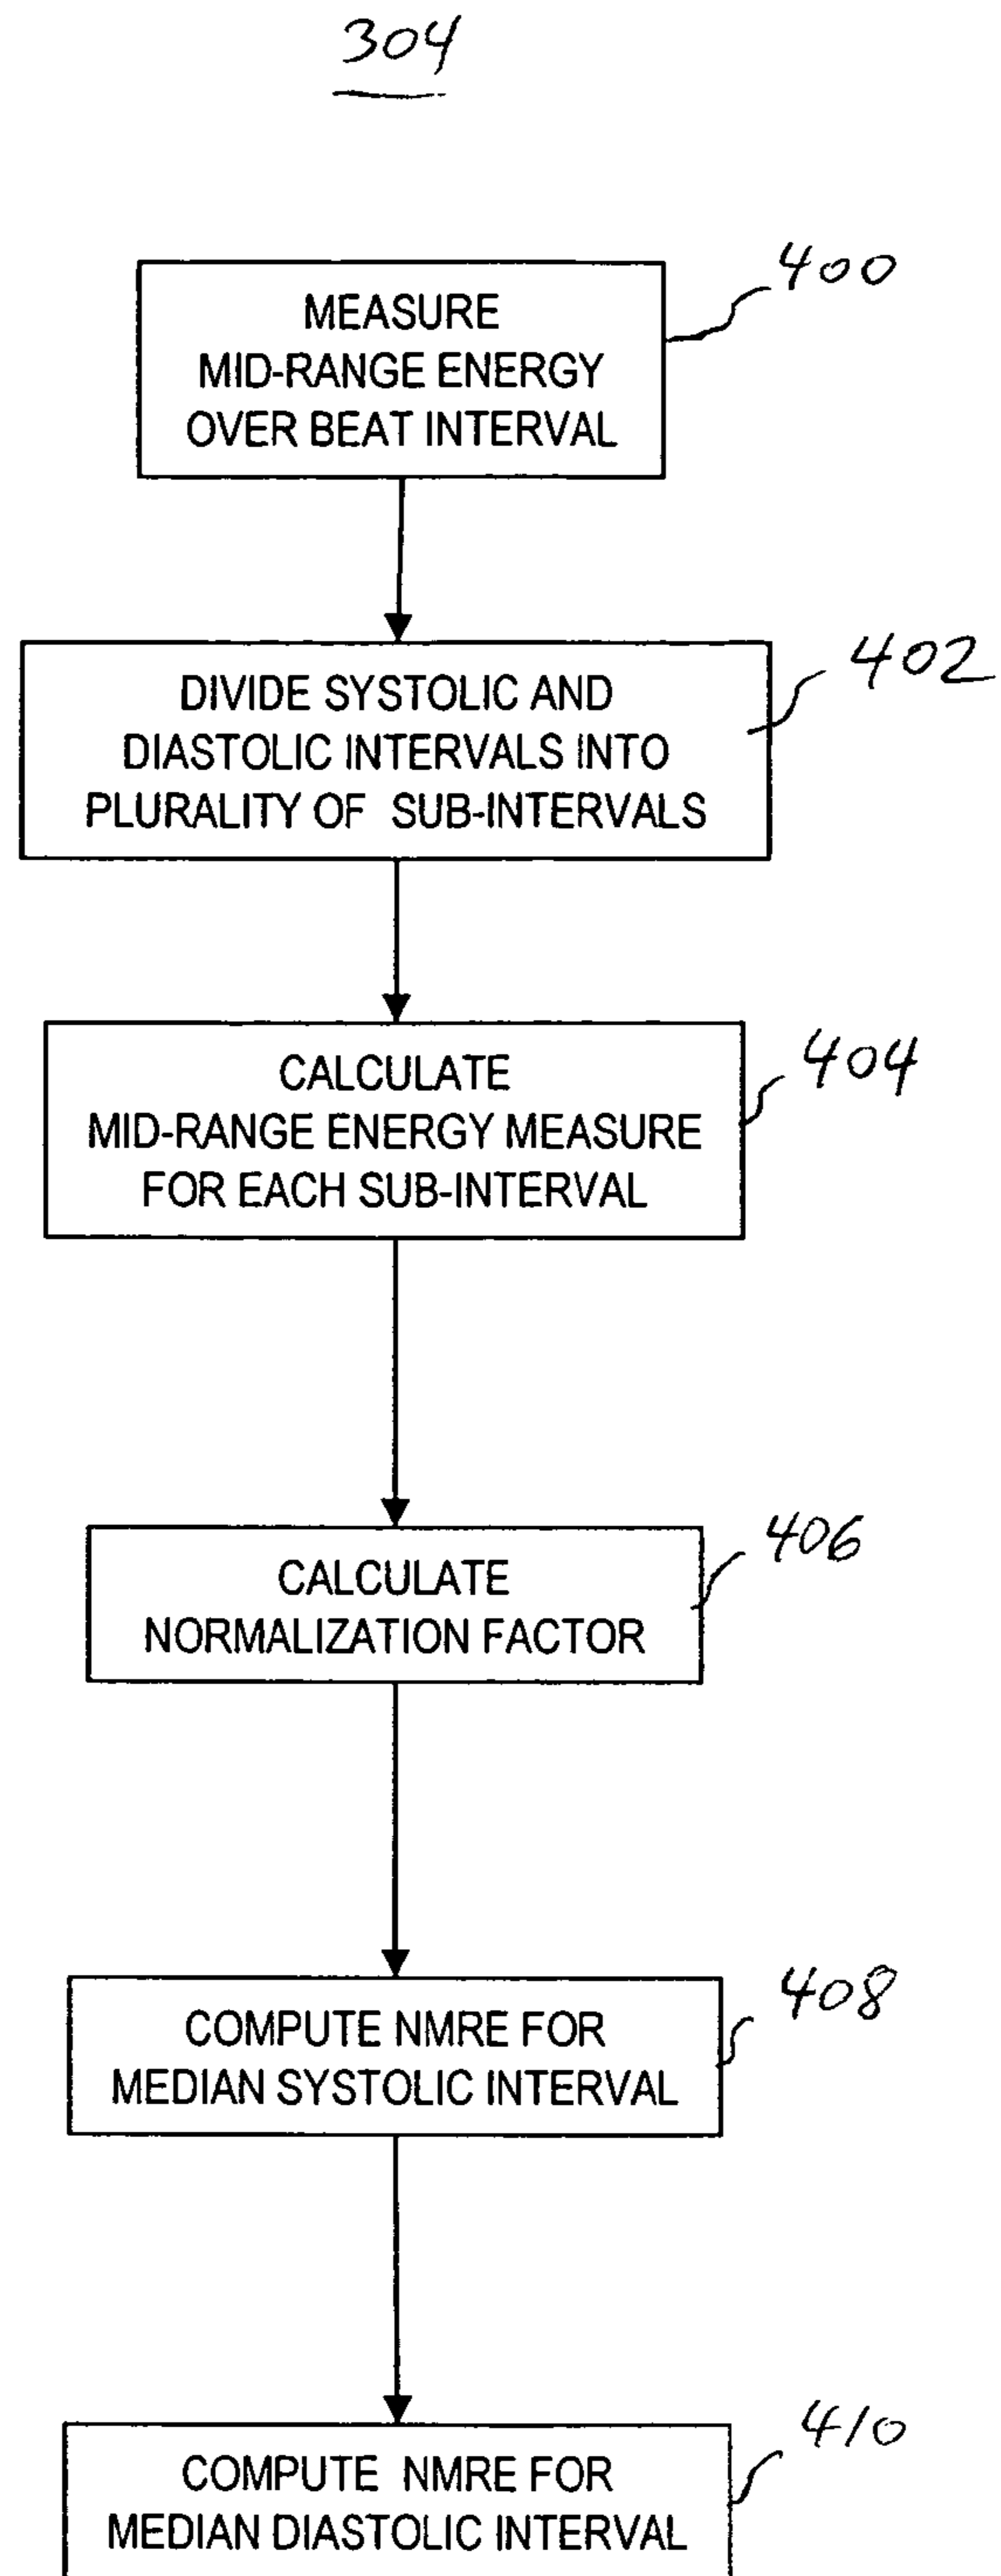 304
400
MEASURE
MID-RANGE ENERGY
OVER BEAT INTERVAL
402
DIVIDE SYSTOLIC AND
DIASTOLIC INTERVALS INTO
PLURALITY OF SUB-INTERVALS
404
CALCULATE
MID-RANGE ENERGY MEASURE
FOR EACH SUB-INTERVAL
406
CALCULATE
NORMALIZATION FACTOR
408
COMPUTE NMRE FOR
MEDIAN SYSTOLIC INTERVAL
410
COMPUTE NMRE FOR
MEDIAN DIASTOLIC INTERVAL